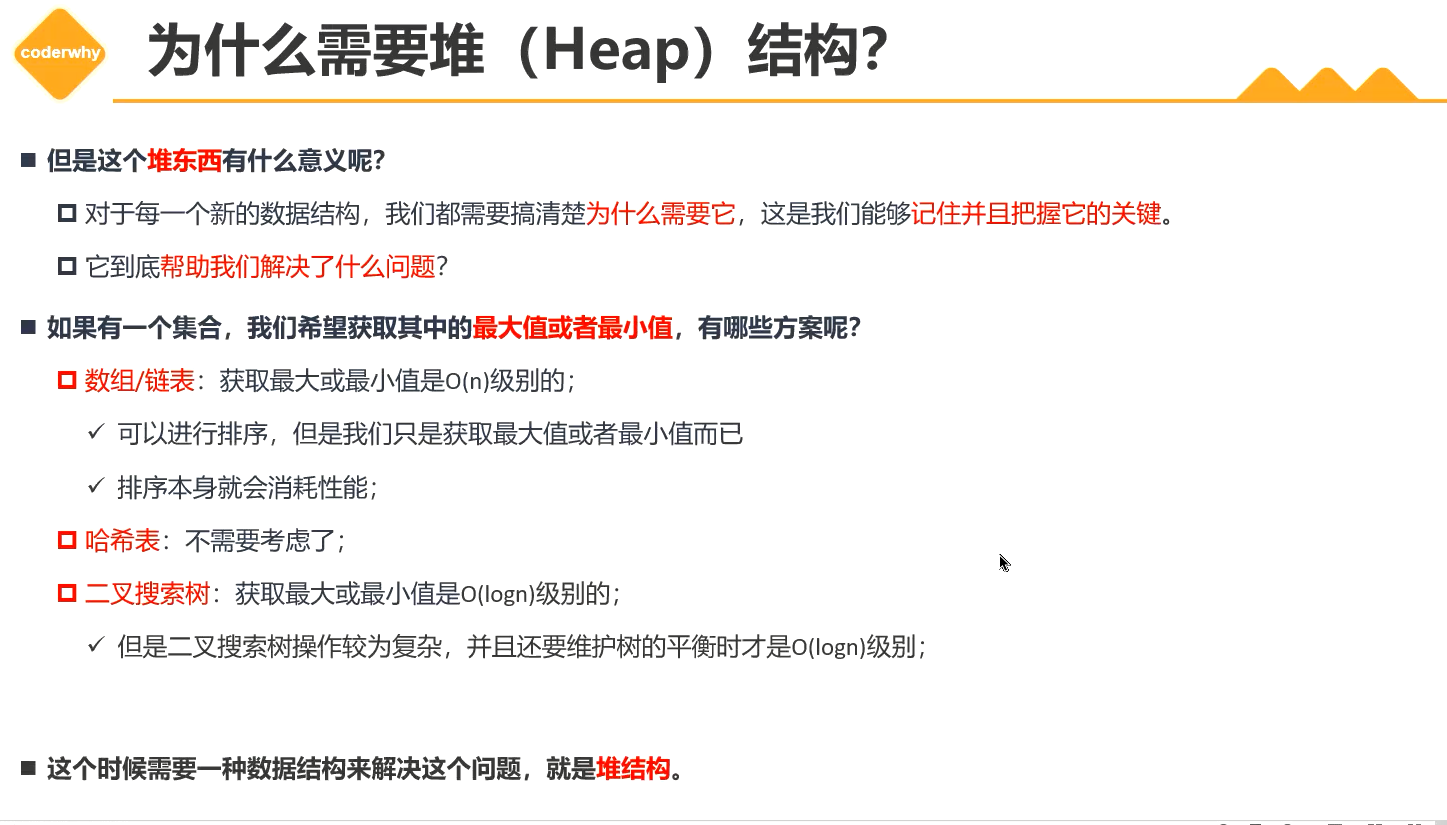 coderwhy
为什么需要堆（Heap）结构？
但是这个堆东西有什么意义呢？
对于每一个新的数据结构，我们都需要搞清楚为什么需要它，这是我们能够记住并且把握它的关键。
它到底帮助我们解决了什么问题？
如果有一个集合，我们希望获取其中的最大值或者最小值，有哪些方案呢？
数组/链表：获取最大或最小值是O(n)级别的；
可以进行排序，但是我们只是获取最大值或者最小值而已
排序本身就会消耗性能；
哈希表：不需要考虑了；
二叉搜索树：获取最大或最小值是O(logn)级别的；
但是二叉搜索树操作较为复杂，并且还要维护树的平衡时才是O(logn)级别；
这个时候需要一种数据结构来解决这个问题，就是堆结构。